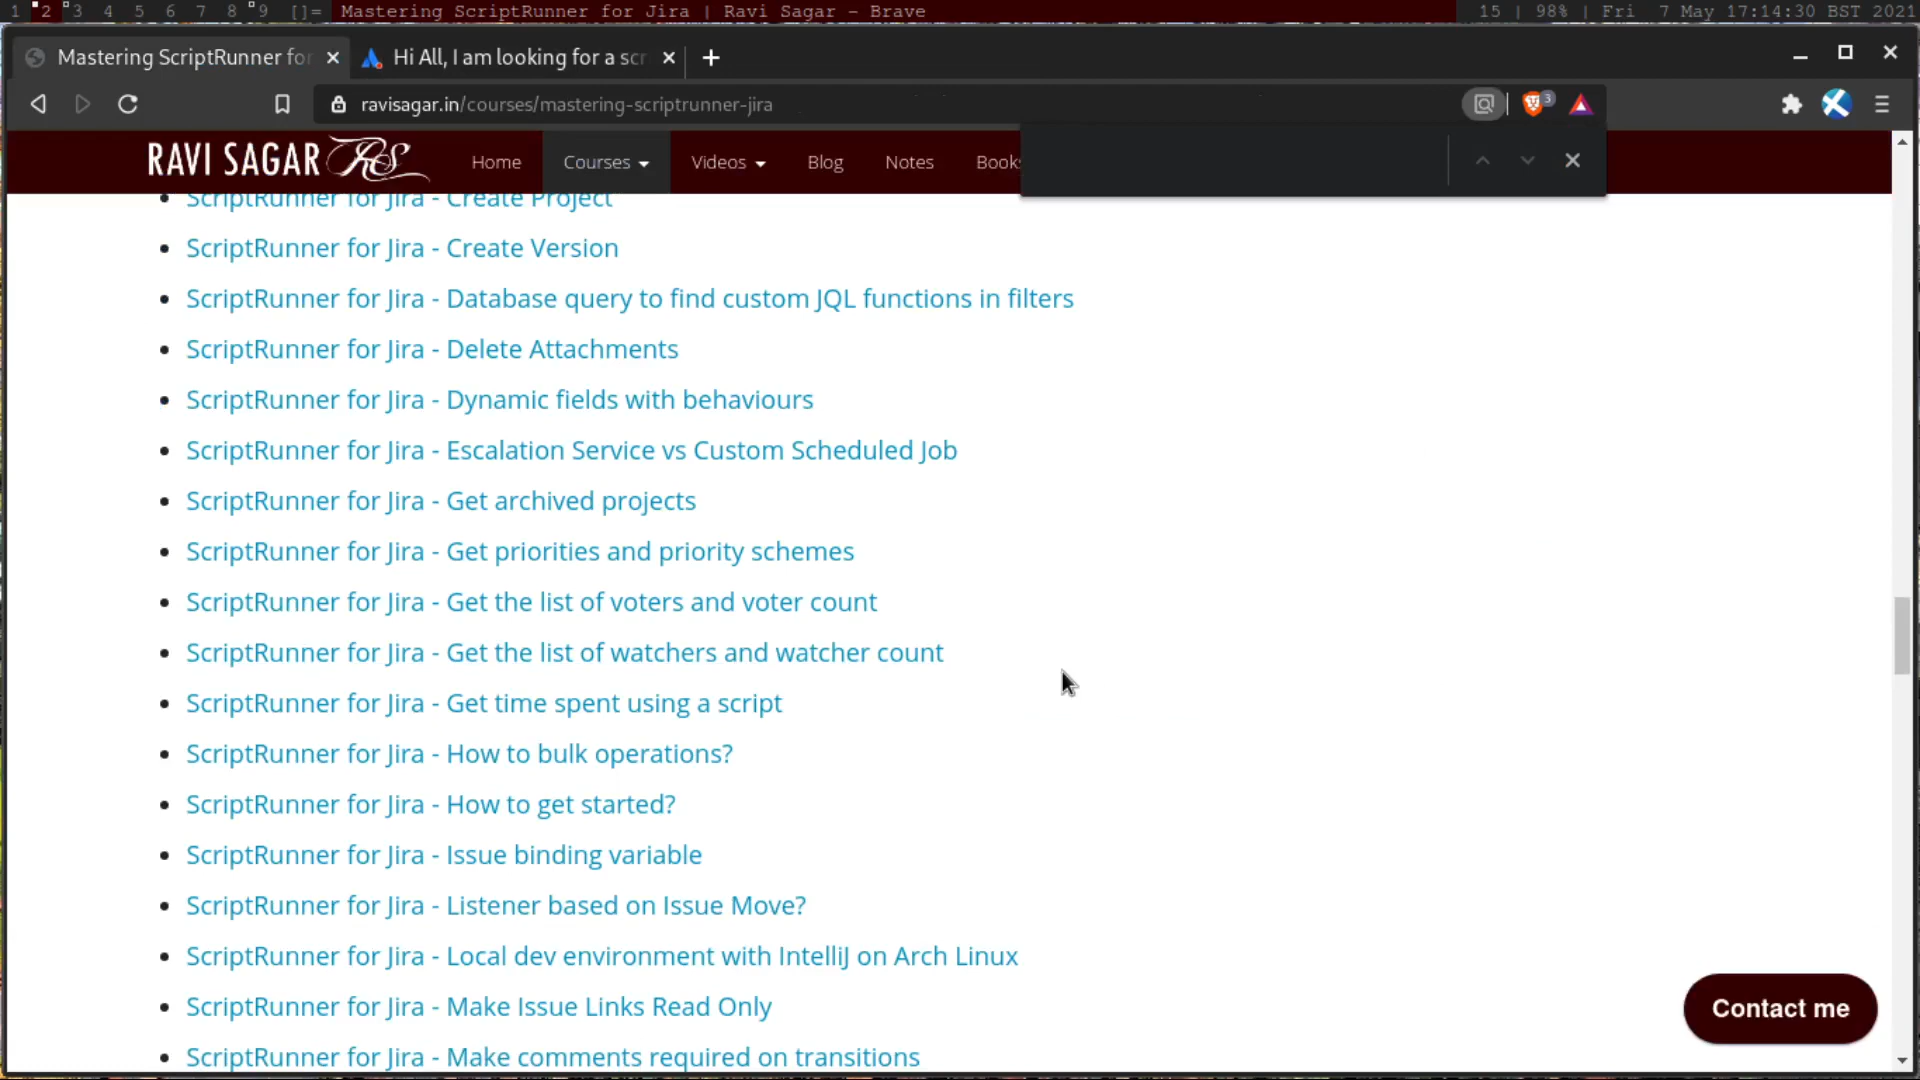 1 2 3 4 5 6 7 8 9 []= Mastering ScriptRunner for Jira | Ravi Sagar - Brave 15 | 98% | Fri 7 May 17:14:30 BST 2021
Mastering ScriptRunner for Hi All, I am looking for a scr
ravisagar.in/courses/mastering-scriptrunner-jira 3
RAVI SAGAR RS Home Courses Videos Blog Notes Books
ScriptRunner for Jira - Create Project
ScriptRunner for Jira - Create Version
ScriptRunner for Jira - Database query to find custom JQL functions in filters
ScriptRunner for Jira - Delete Attachments
ScriptRunner for Jira - Dynamic fields with behaviours
ScriptRunner for Jira - Escalation Service vs Custom Scheduled Job
ScriptRunner for Jira - Get archived projects
ScriptRunner for Jira - Get priorities and priority schemes
ScriptRunner for Jira - Get the list of voters and voter count
ScriptRunner for Jira - Get the list of watchers and watcher count
ScriptRunner for Jira - Get time spent using a script
ScriptRunner for Jira - How to bulk operations?
ScriptRunner for Jira - How to get started?
ScriptRunner for Jira - Issue binding variable
ScriptRunner for Jira - Listener based on Issue Move?
ScriptRunner for Jira - Local dev environment with IntelliJ on Arch Linux
ScriptRunner for Jira - Make Issue Links Read Only
Contact me
ScriptRunner for Jira - Make comments required on transitions